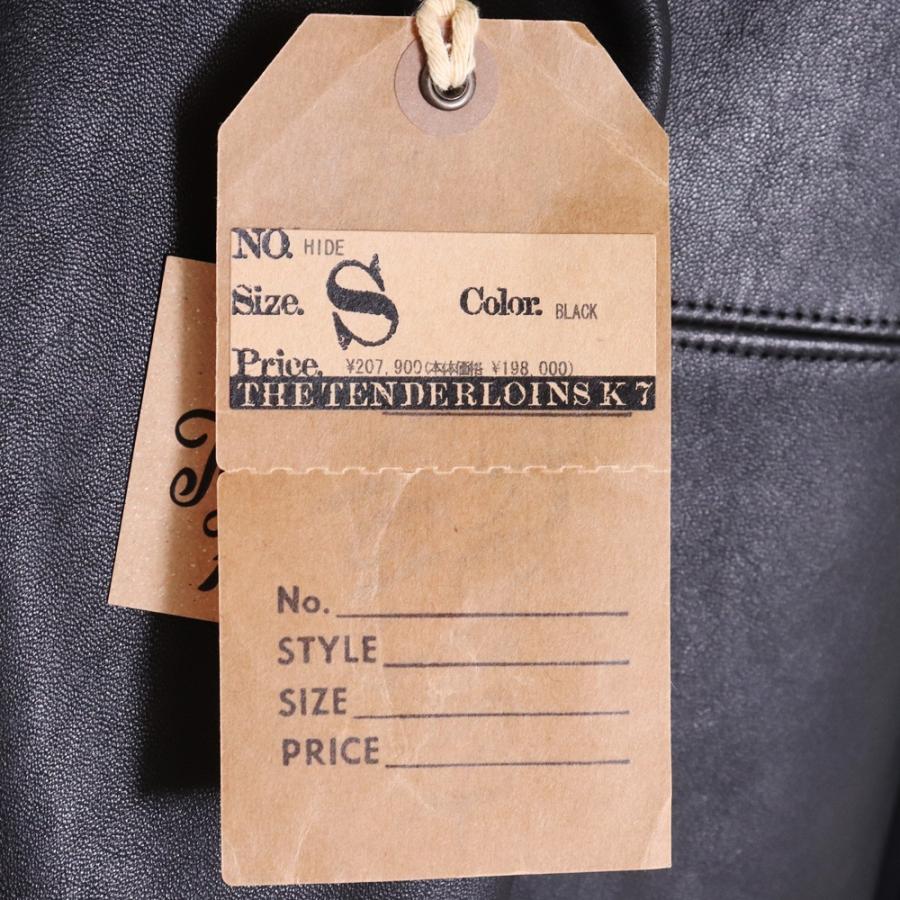 NO. HIDE
Size. S Color. BLACK
Price. ¥207,900(本体価格 ¥198,000)
THE TENDERLOINS K 7
No.
STYLE
SIZE
PRICE